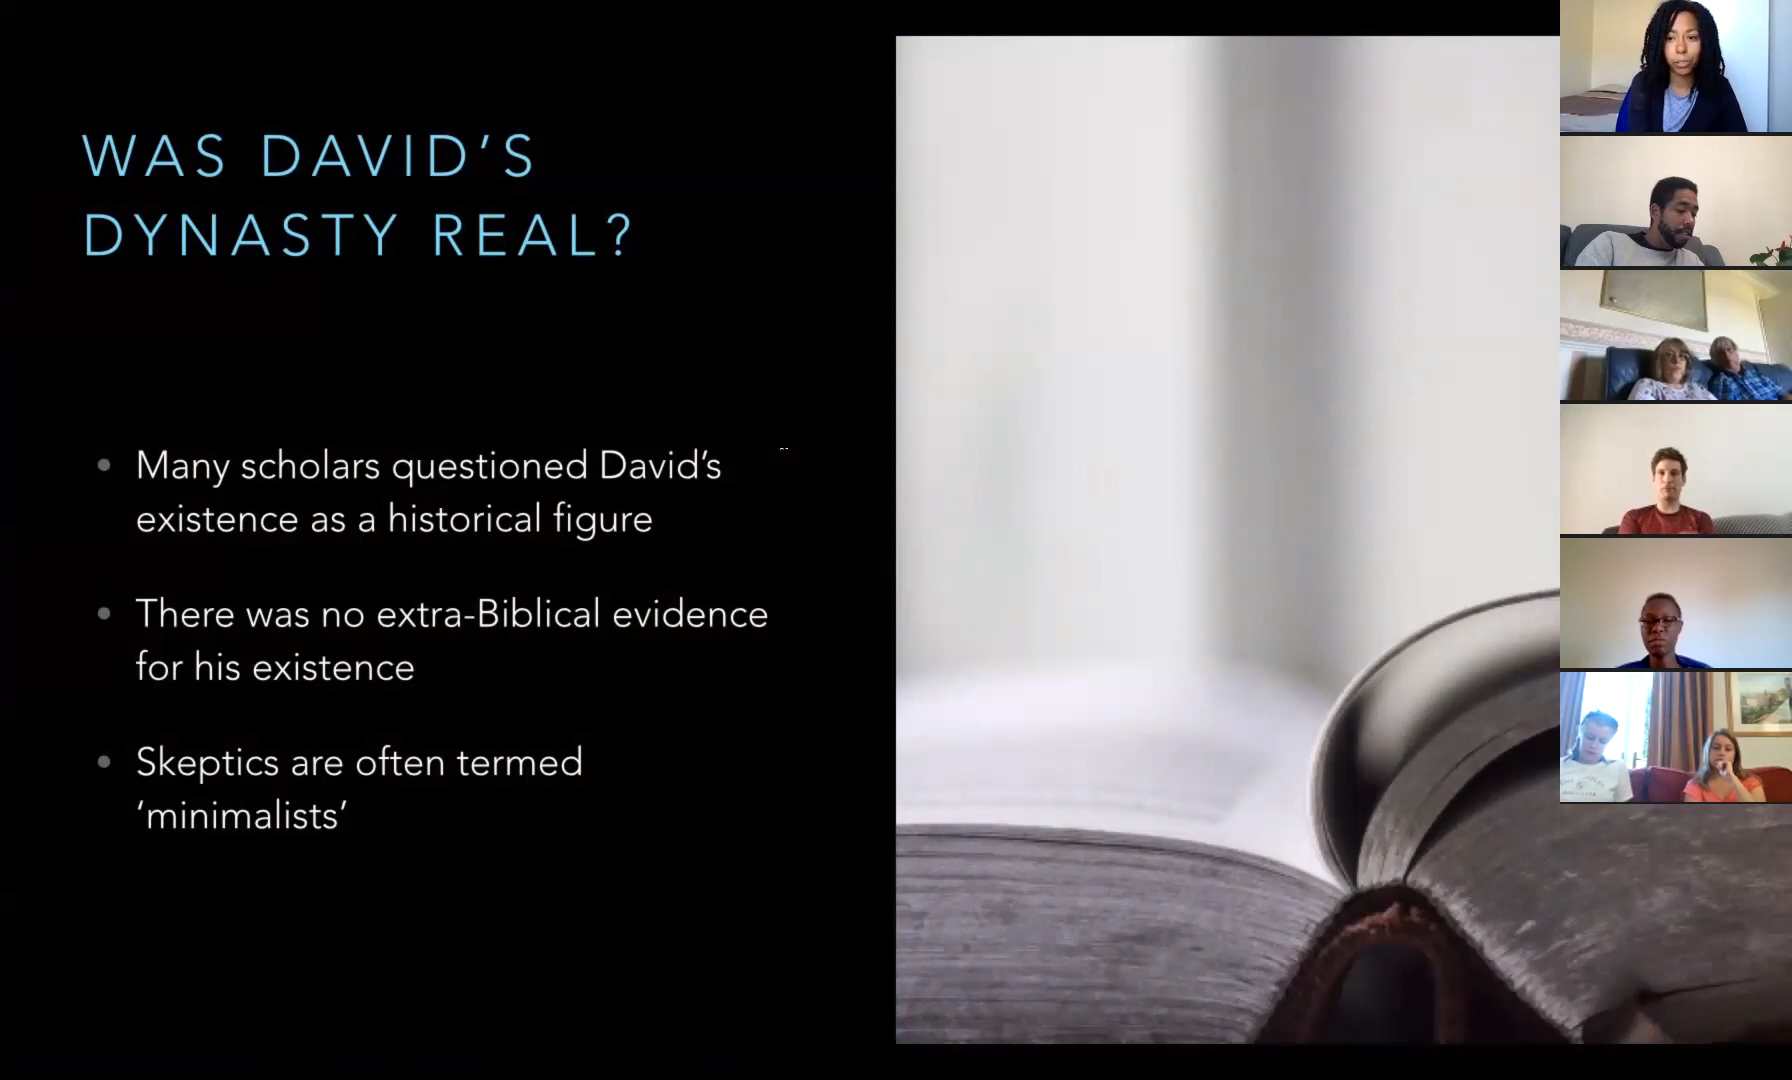 WAS DAVID’S
DYNASTY REAL?
• Many scholars questioned David’s
existence as a historical figure
• There was no extra-Biblical evidence
for his existence
• Skeptics are often termed
‘minimalists’